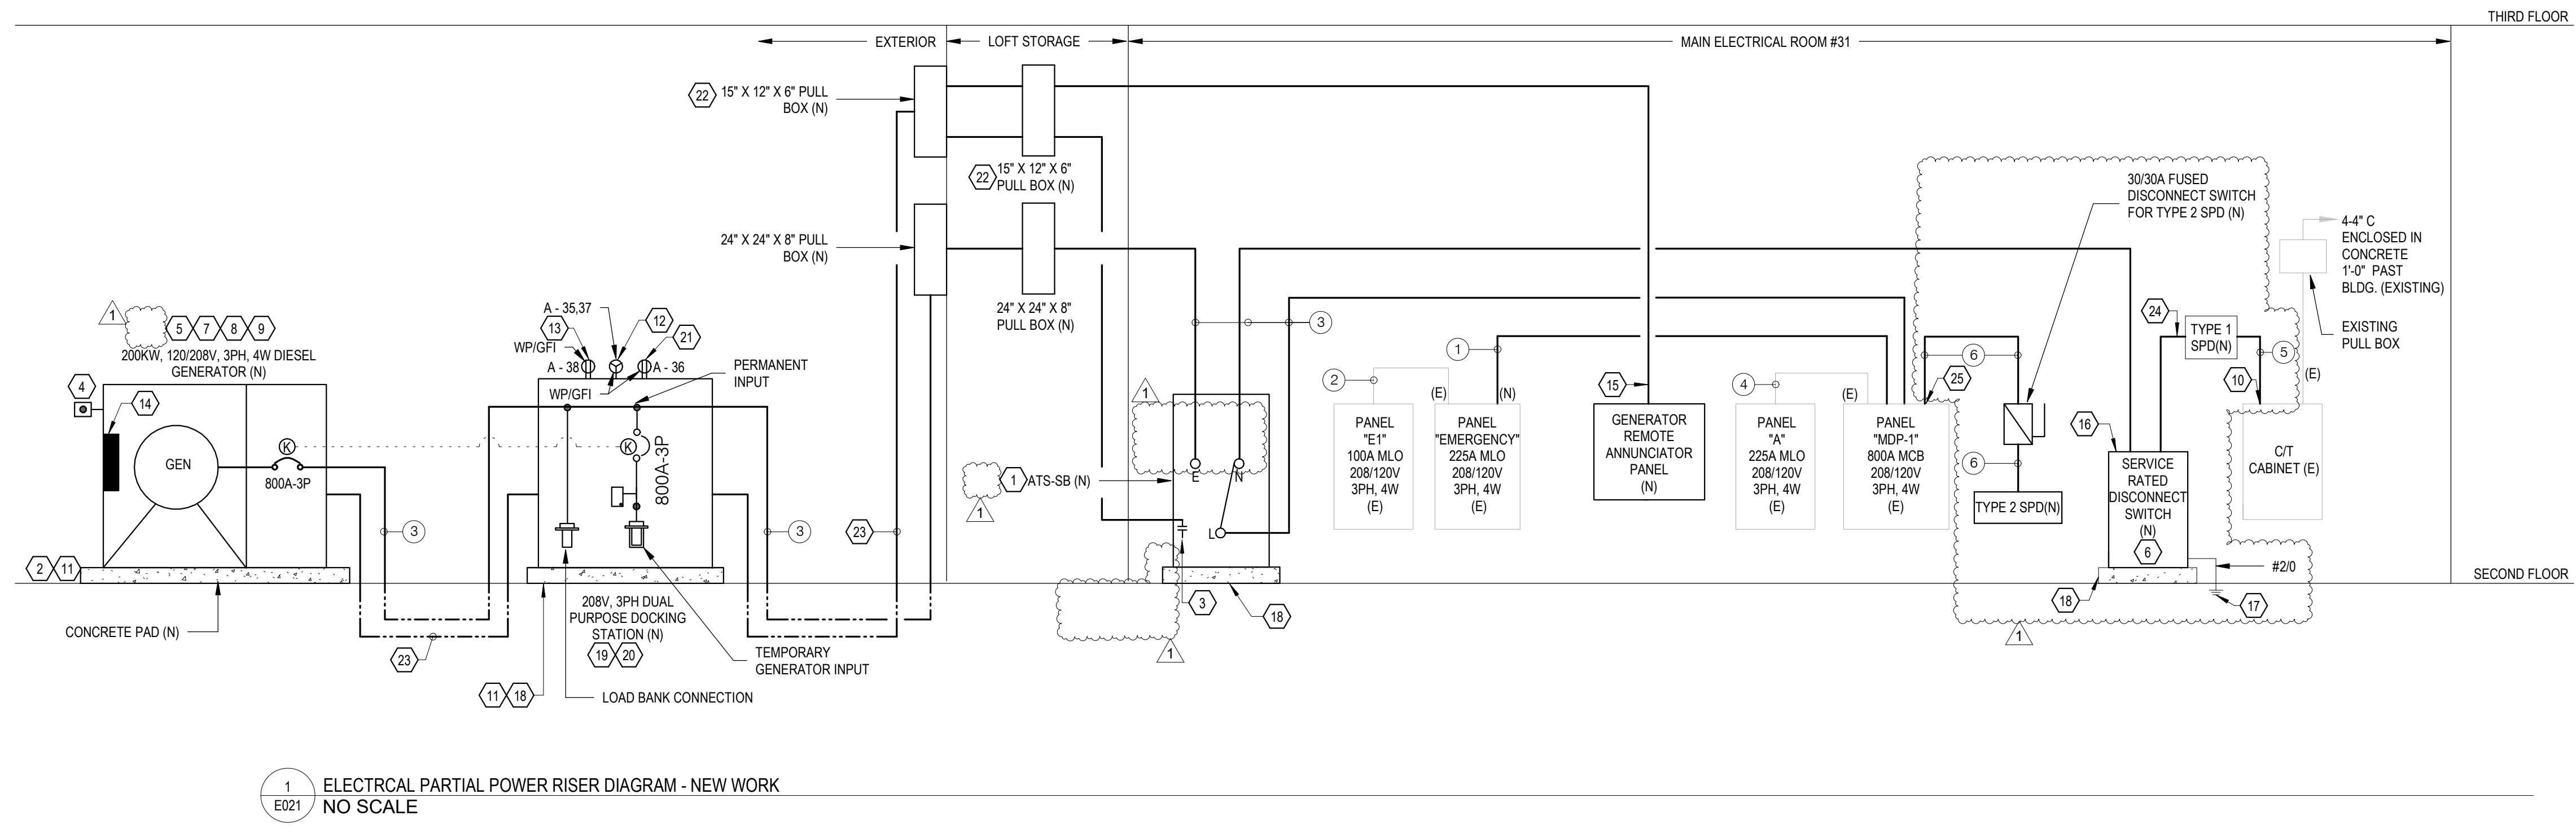 THIRD FLOOR
EXTERIOR
LOFT STORAGE
MAIN ELECTRICAL ROOM #31
22
15" X 12" X 6" PULL
BOX (N)
22
15" X 12" X 6"
PULL BOX (N)
24" X 24" X 8" PULL
BOX (N)
24" X 24" X 8"
PULL BOX (N)
30/30A FUSED
DISCONNECT SWITCH
FOR TYPE 2 SPD (N)
4-4" C
ENCLOSED IN
CONCRETE
1'-0" PAST
BLDG. (EXISTING)
EXISTING
PULL BOX
(E)
1
5
7
8
9
200KW, 120/208V, 3PH, 4W DIESEL
GENERATOR (N)
4
14
GEN
K
800A-3P
3
2
11
CONCRETE PAD (N)
23
A - 35,37
13
12
21
WP/GFI
A - 38
A - 36
WP/GFI
PERMANENT
INPUT
K
800A-3P
3
23
208V, 3PH DUAL
PURPOSE DOCKING
STATION (N)
19
20
TEMPORARY
GENERATOR INPUT
11
18
LOAD BANK CONNECTION
3
1
E
N
L
1
ATS-SB (N)
1
3
18
1
1
2
(E)
(N)
PANEL
"E1"
100A MLO
208/120V
3PH, 4W
(E)
PANEL
"EMERGENCY"
225A MLO
208/120V
3PH, 4W
(E)
15
GENERATOR
REMOTE
ANNUNCIATOR
PANEL
(N)
4
(E)
PANEL
"A"
225A MLO
208/120V
3PH, 4W
(E)
PANEL
"MDP-1"
800A MCB
208/120V
3PH, 4W
(E)
6
25
6
TYPE 2 SPD(N)
24
TYPE 1
SPD(N)
5
10
16
SERVICE
RATED
DISCONNECT
SWITCH
(N)
6
C/T
CABINET (E)
#2/0
18
17
1
SECOND FLOOR
1
E021
ELECTRCAL PARTIAL POWER RISER DIAGRAM - NEW WORK
NO SCALE